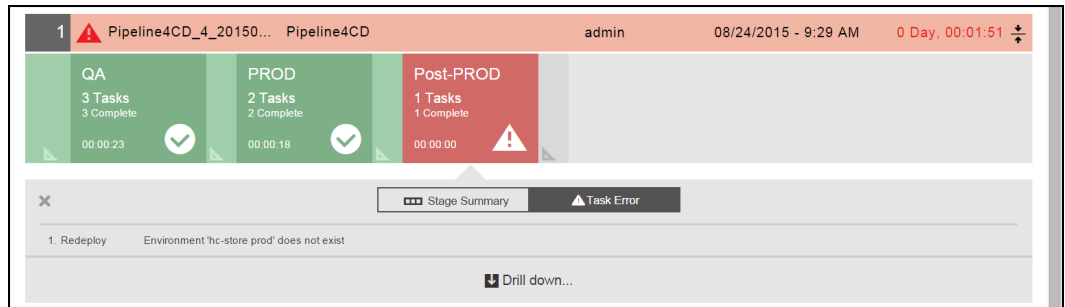 1 Pipeline4CD_4_20150... Pipeline4CD admin 08/24/2015 - 9:29 AM 0 Day, 00:01:51
QA PROD Post-PROD
3 Tasks 2 Tasks 1 Tasks
3 Complete 2 Complete 1 Complete
00:00:23 00:00:18 00:00:00
Stage Summary Task Error
1. Redeploy Environment 'hc-store prod' does not exist
Drill down...